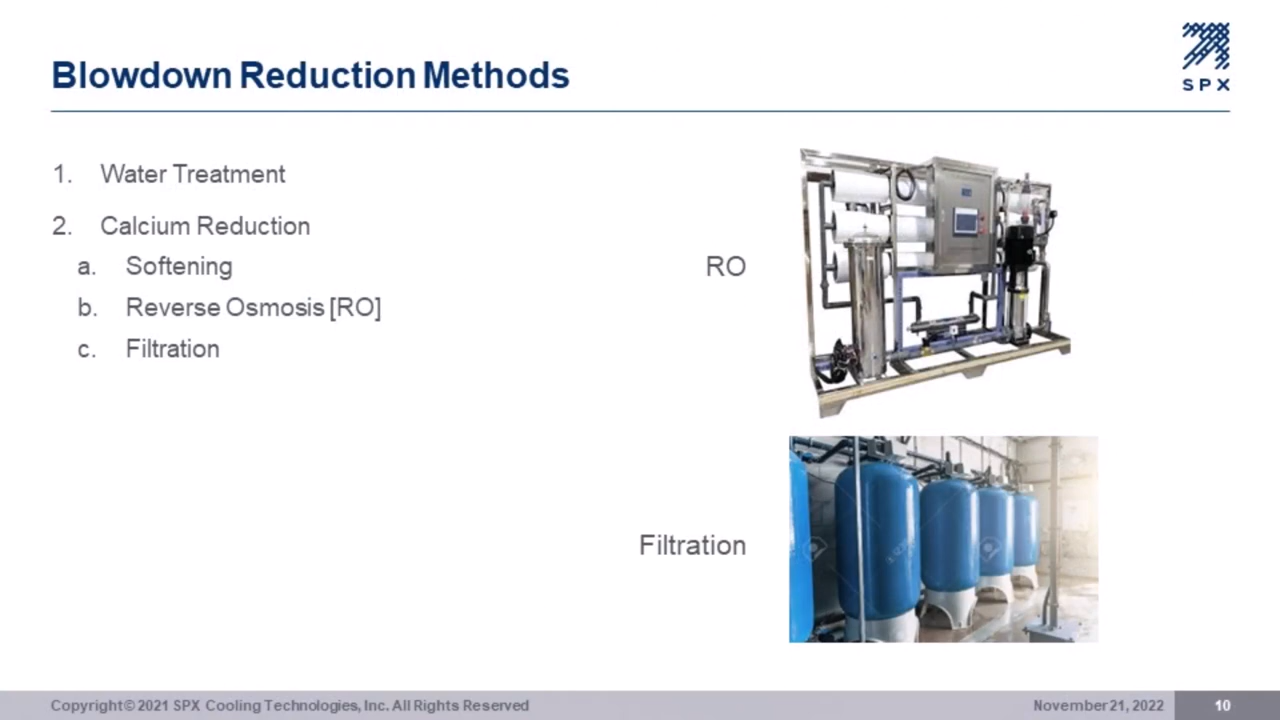 Blowdown Reduction Methods
SPX
1. Water Treatment
2. Calcium Reduction
a. Softening
b. Reverse Osmosis [RO]
c. Filtration
RO
Filtration
Copyright© 2021 SPX Cooling Technologies, Inc. All Rights Reserved
November 21, 2022
10